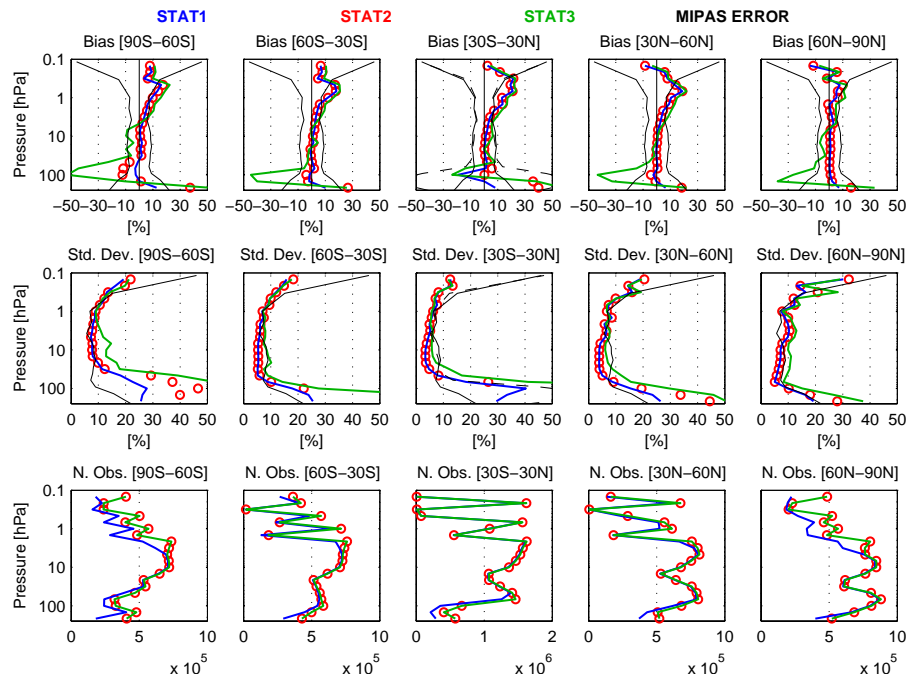 STAT1 STAT2 STAT3 MIPAS ERROR
Bias [90S−60S] Bias [60S−30S] Bias [30S−30N] Bias [30N−60N] Bias [60N−90N]
Pressure [hPa]
0.1
1
10
100
−50 −30 −10 10 30 50 −30 −10 10 30 50 −30 −10 10 30 50 −30 −10 10 30 50 −30 −10 10 30 50
[%] [%] [%] [%] [%]
Std. Dev. [90S−60S] Std. Dev. [60S−30S] Std. Dev. [30S−30N] Std. Dev. [30N−60N] Std. Dev. [60N−90N]
Pressure [hPa]
0.1
1
10
100
0 10 20 30 40 50 0 10 20 30 40 50 0 10 20 30 40 50 0 10 20 30 40 50 0 10 20 30 40 50
[%] [%] [%] [%] [%]
N. Obs. [90S−60S] N. Obs. [60S−30S] N. Obs. [30S−30N] N. Obs. [30N−60N] N. Obs. [60N−90N]
Pressure [hPa]
0.1
1
10
100
0 5 10 0 5 10 0 1 2 0 5 10 0 5 10
x 10^5 x 10^5 x 10^6 x 10^5 x 10^5